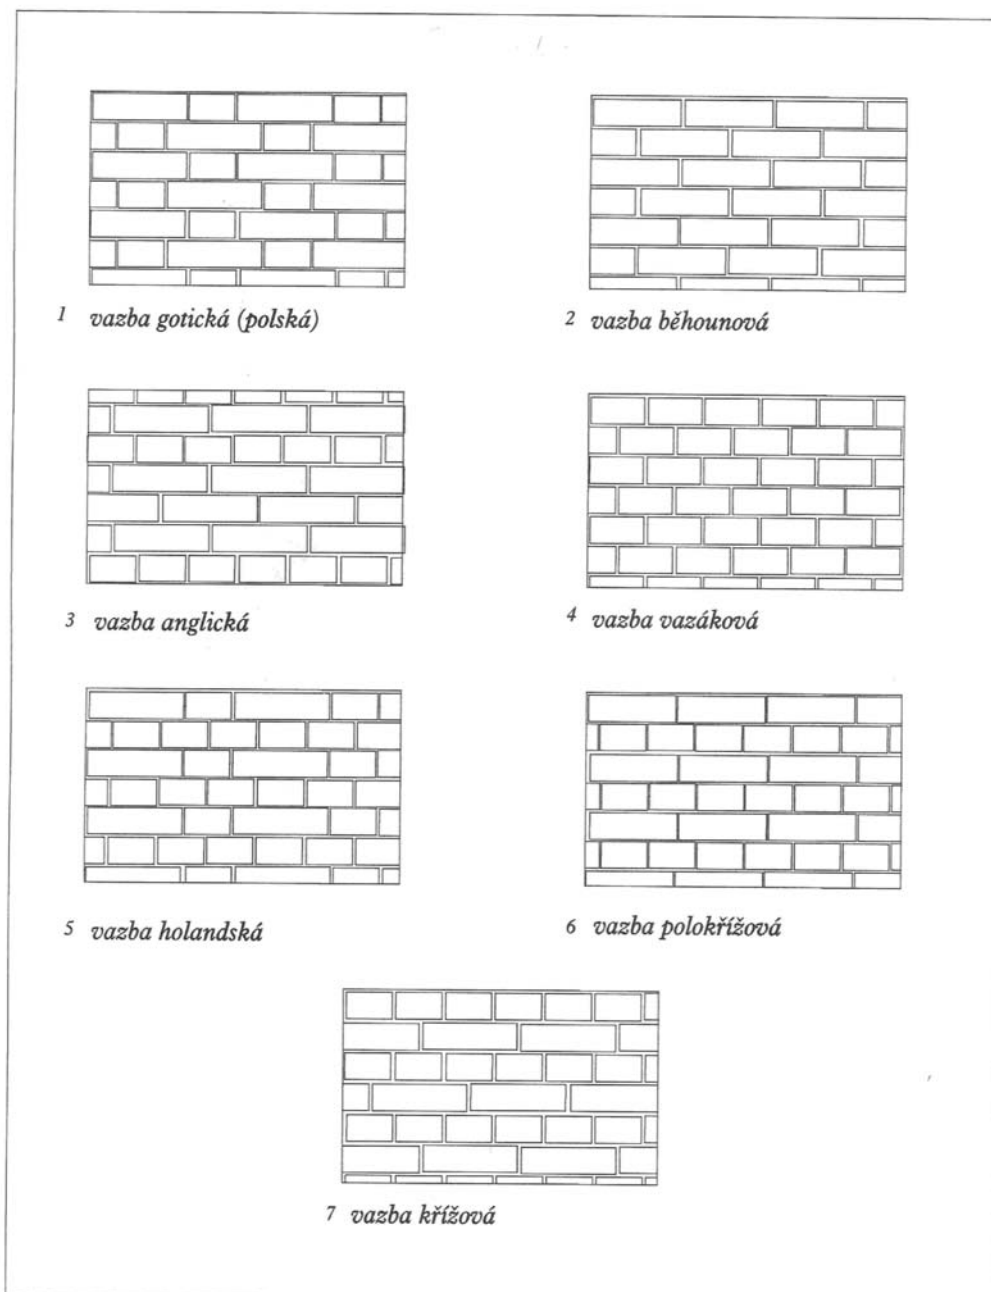 1 vazba gotická (polská)
2 vazba běhounová
3 vazba anglická
4 vazba vazáková
5 vazba holandská
6 vazba polokřížová
7 vazba křížová